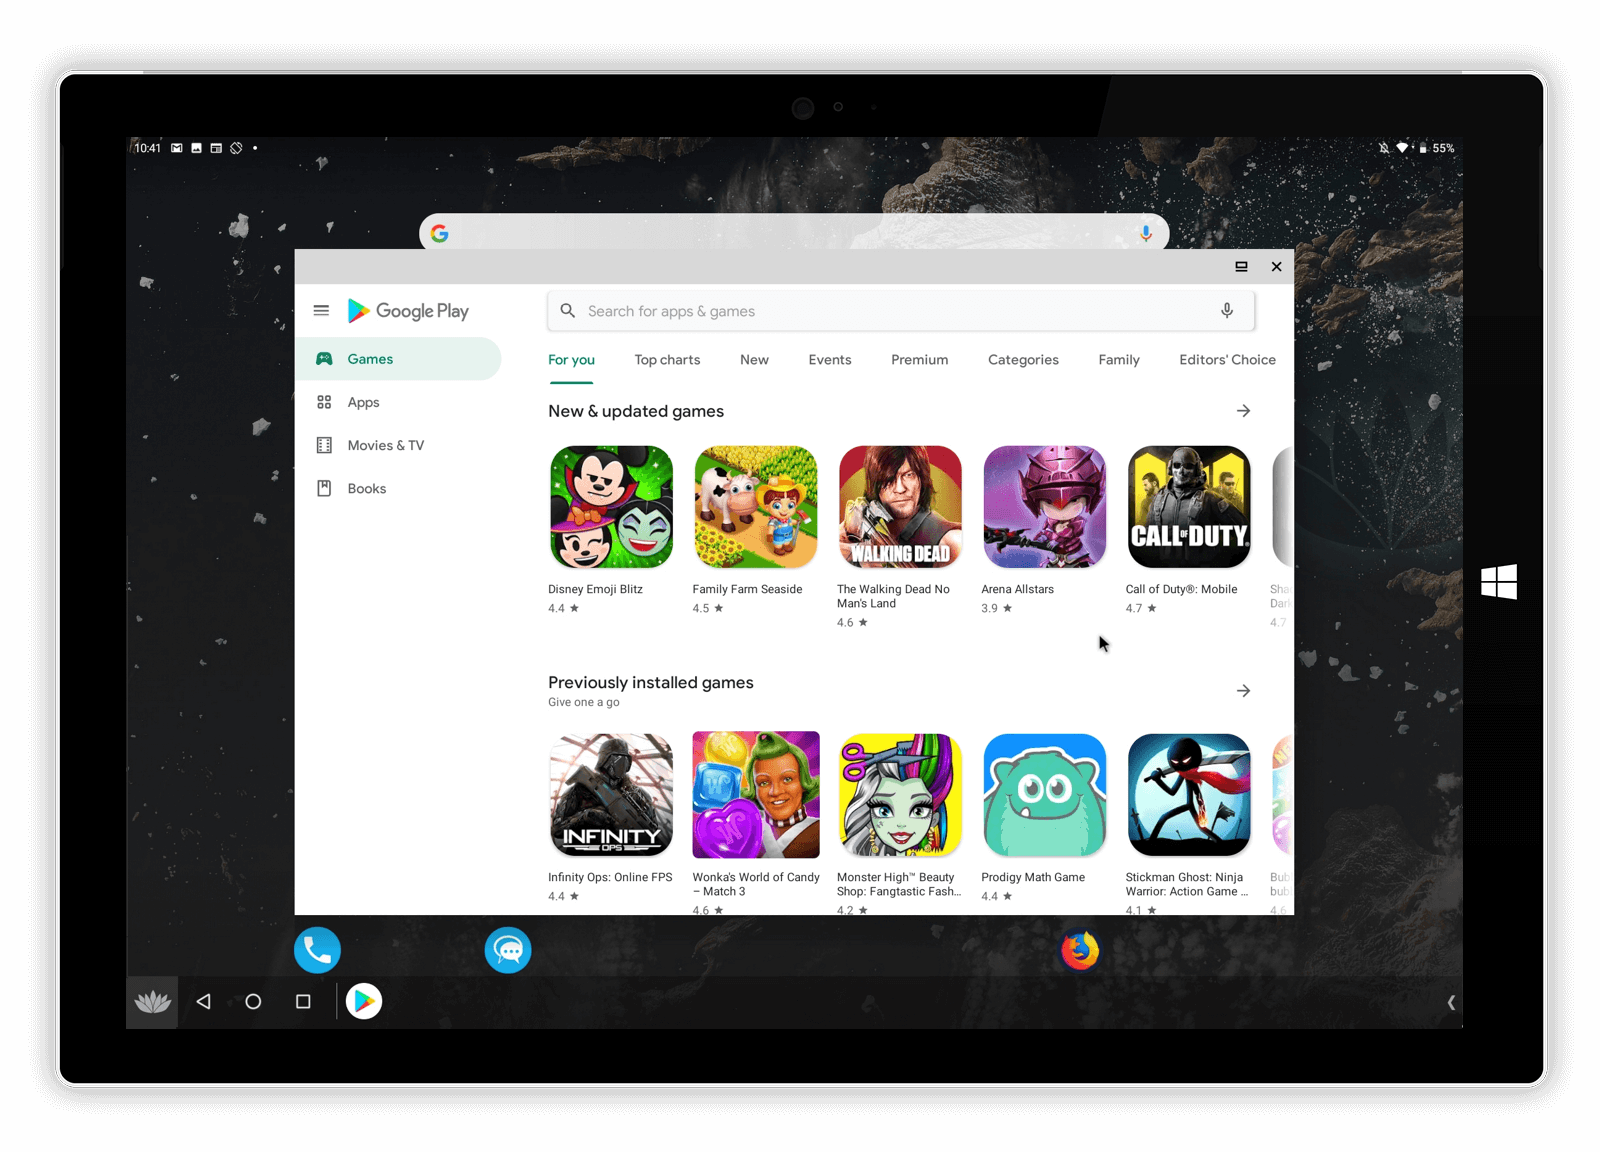 10:41
55%
Google Play
Search for apps & games
Games
Apps
Movies & TV
Books
For you
Top charts
New
Events
Premium
Categories
Family
Editors' Choice
New & updated games
WALKING DEAD
CALL OF DUTY
Disney Emoji Blitz
4.4 ★
Family Farm Seaside
4.5 ★
The Walking Dead No
Man's Land
4.6 ★
Arena Allstars
3.9 ★
Call of Duty®: Mobile
4.7 ★
4.7
Previously installed games
Give one a go
INFINITY
OPS
W
W
Infinity Ops: Online FPS
4.4 ★
Wonka's World of Candy
– Match 3
4.6 ★
Monster High™ Beauty
Shop: Fangtastic Fash...
4.2 ★
Prodigy Math Game
4.4 ★
Stickman Ghost: Ninja
Warrior: Action Game ...
4.1 ★
4.6